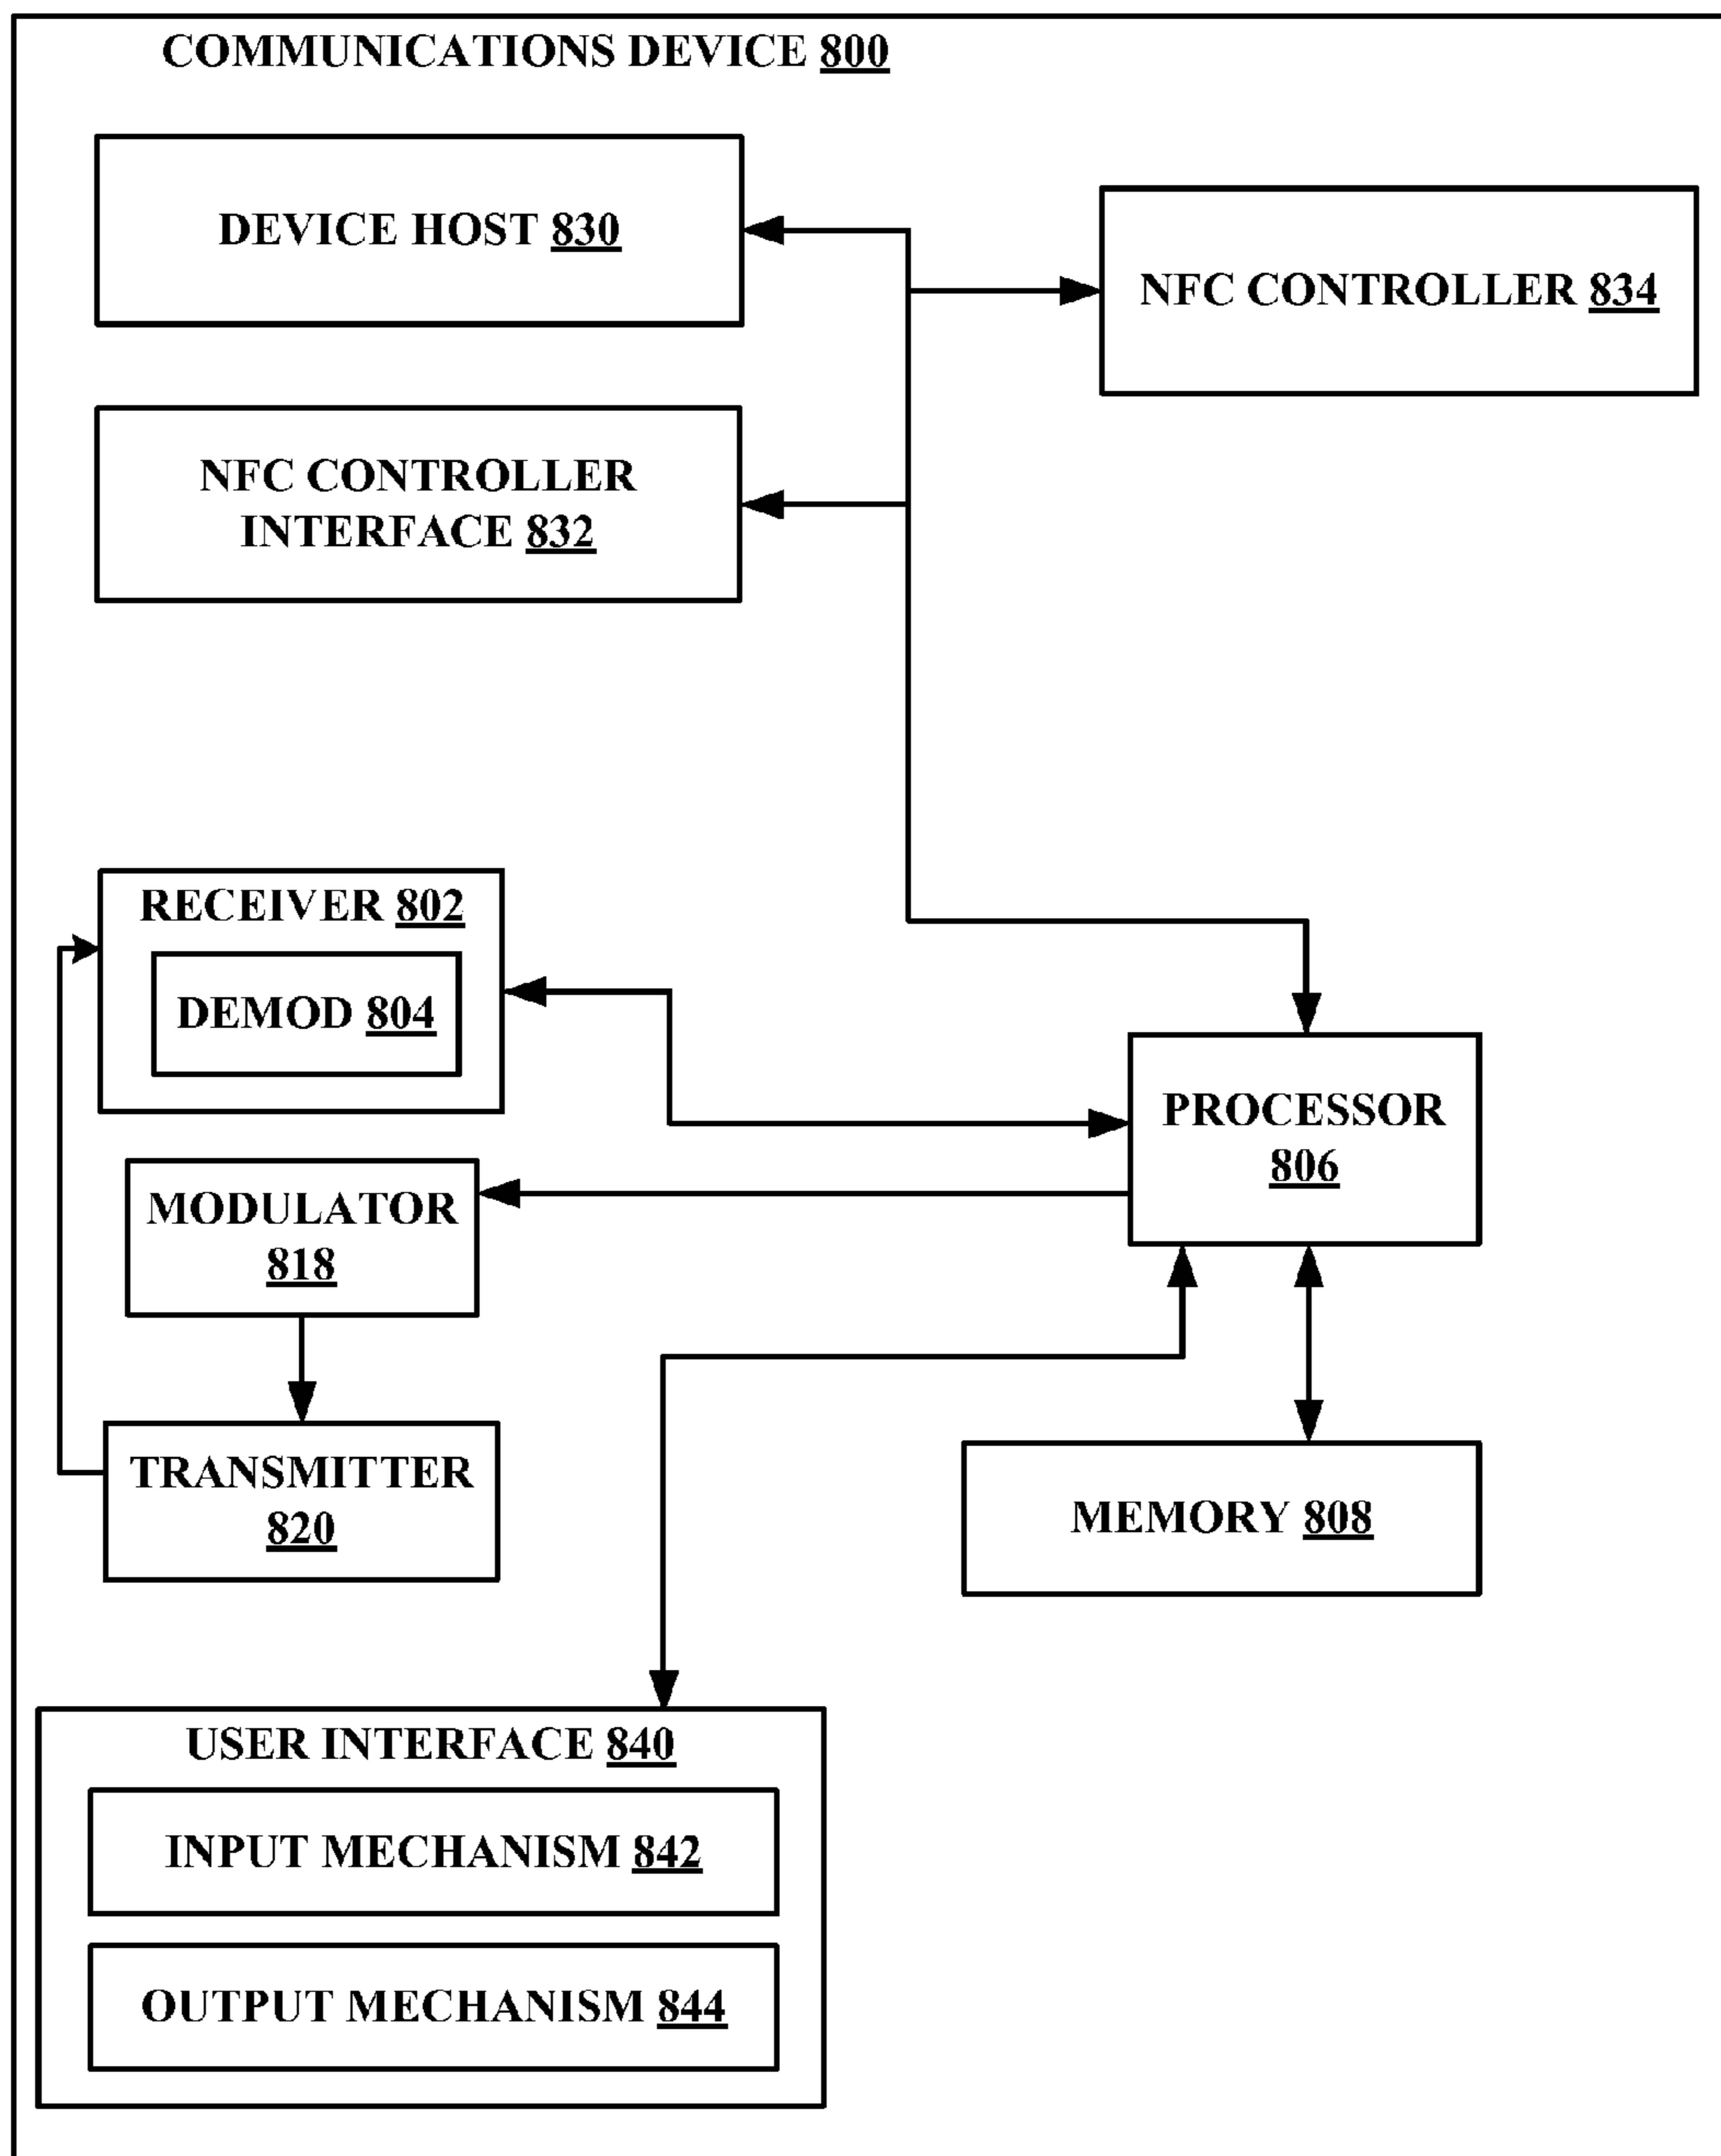 COMMUNICATIONS DEVICE 800
DEVICE HOST 830
NFC CONTROLLER 834
NFC CONTROLLER
INTERFACE 832
RECEIVER 802
DEMOD 804
PROCESSOR
806
MODULATOR
818
TRANSMITTER
820
MEMORY 808
USER INTERFACE 840
INPUT MECHANISM 842
OUTPUT MECHANISM 844